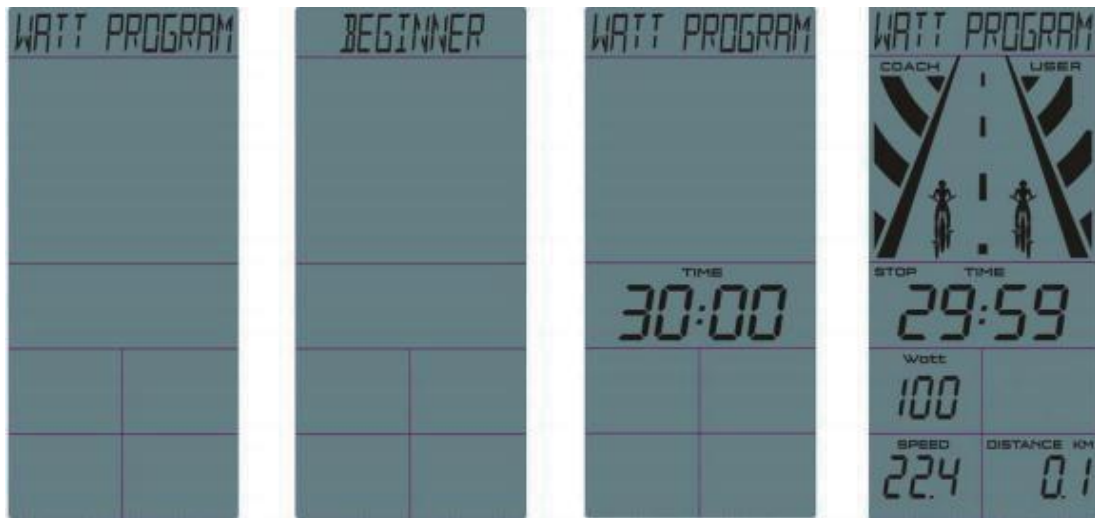 WATT PROGRAM
BEGINNER
WATT PROGRAM
TIME
30:00
WATT PROGRAM
COACH USER
STOP TIME
29:59
Watt
100
SPEED DISTANCE KM
22.4 0.1